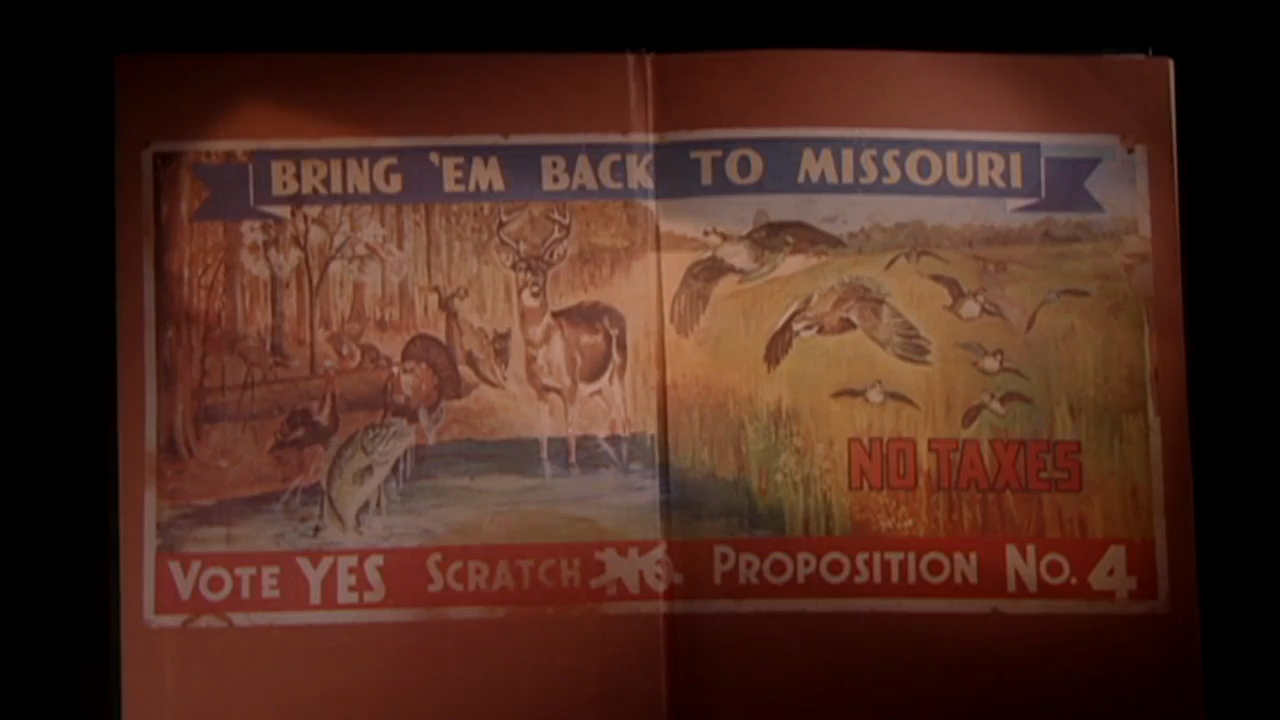 BRING 'EM BACK TO MISSOURI
NO TAXES
VOTE YES SCRATCH NO. PROPOSITION NO. 4